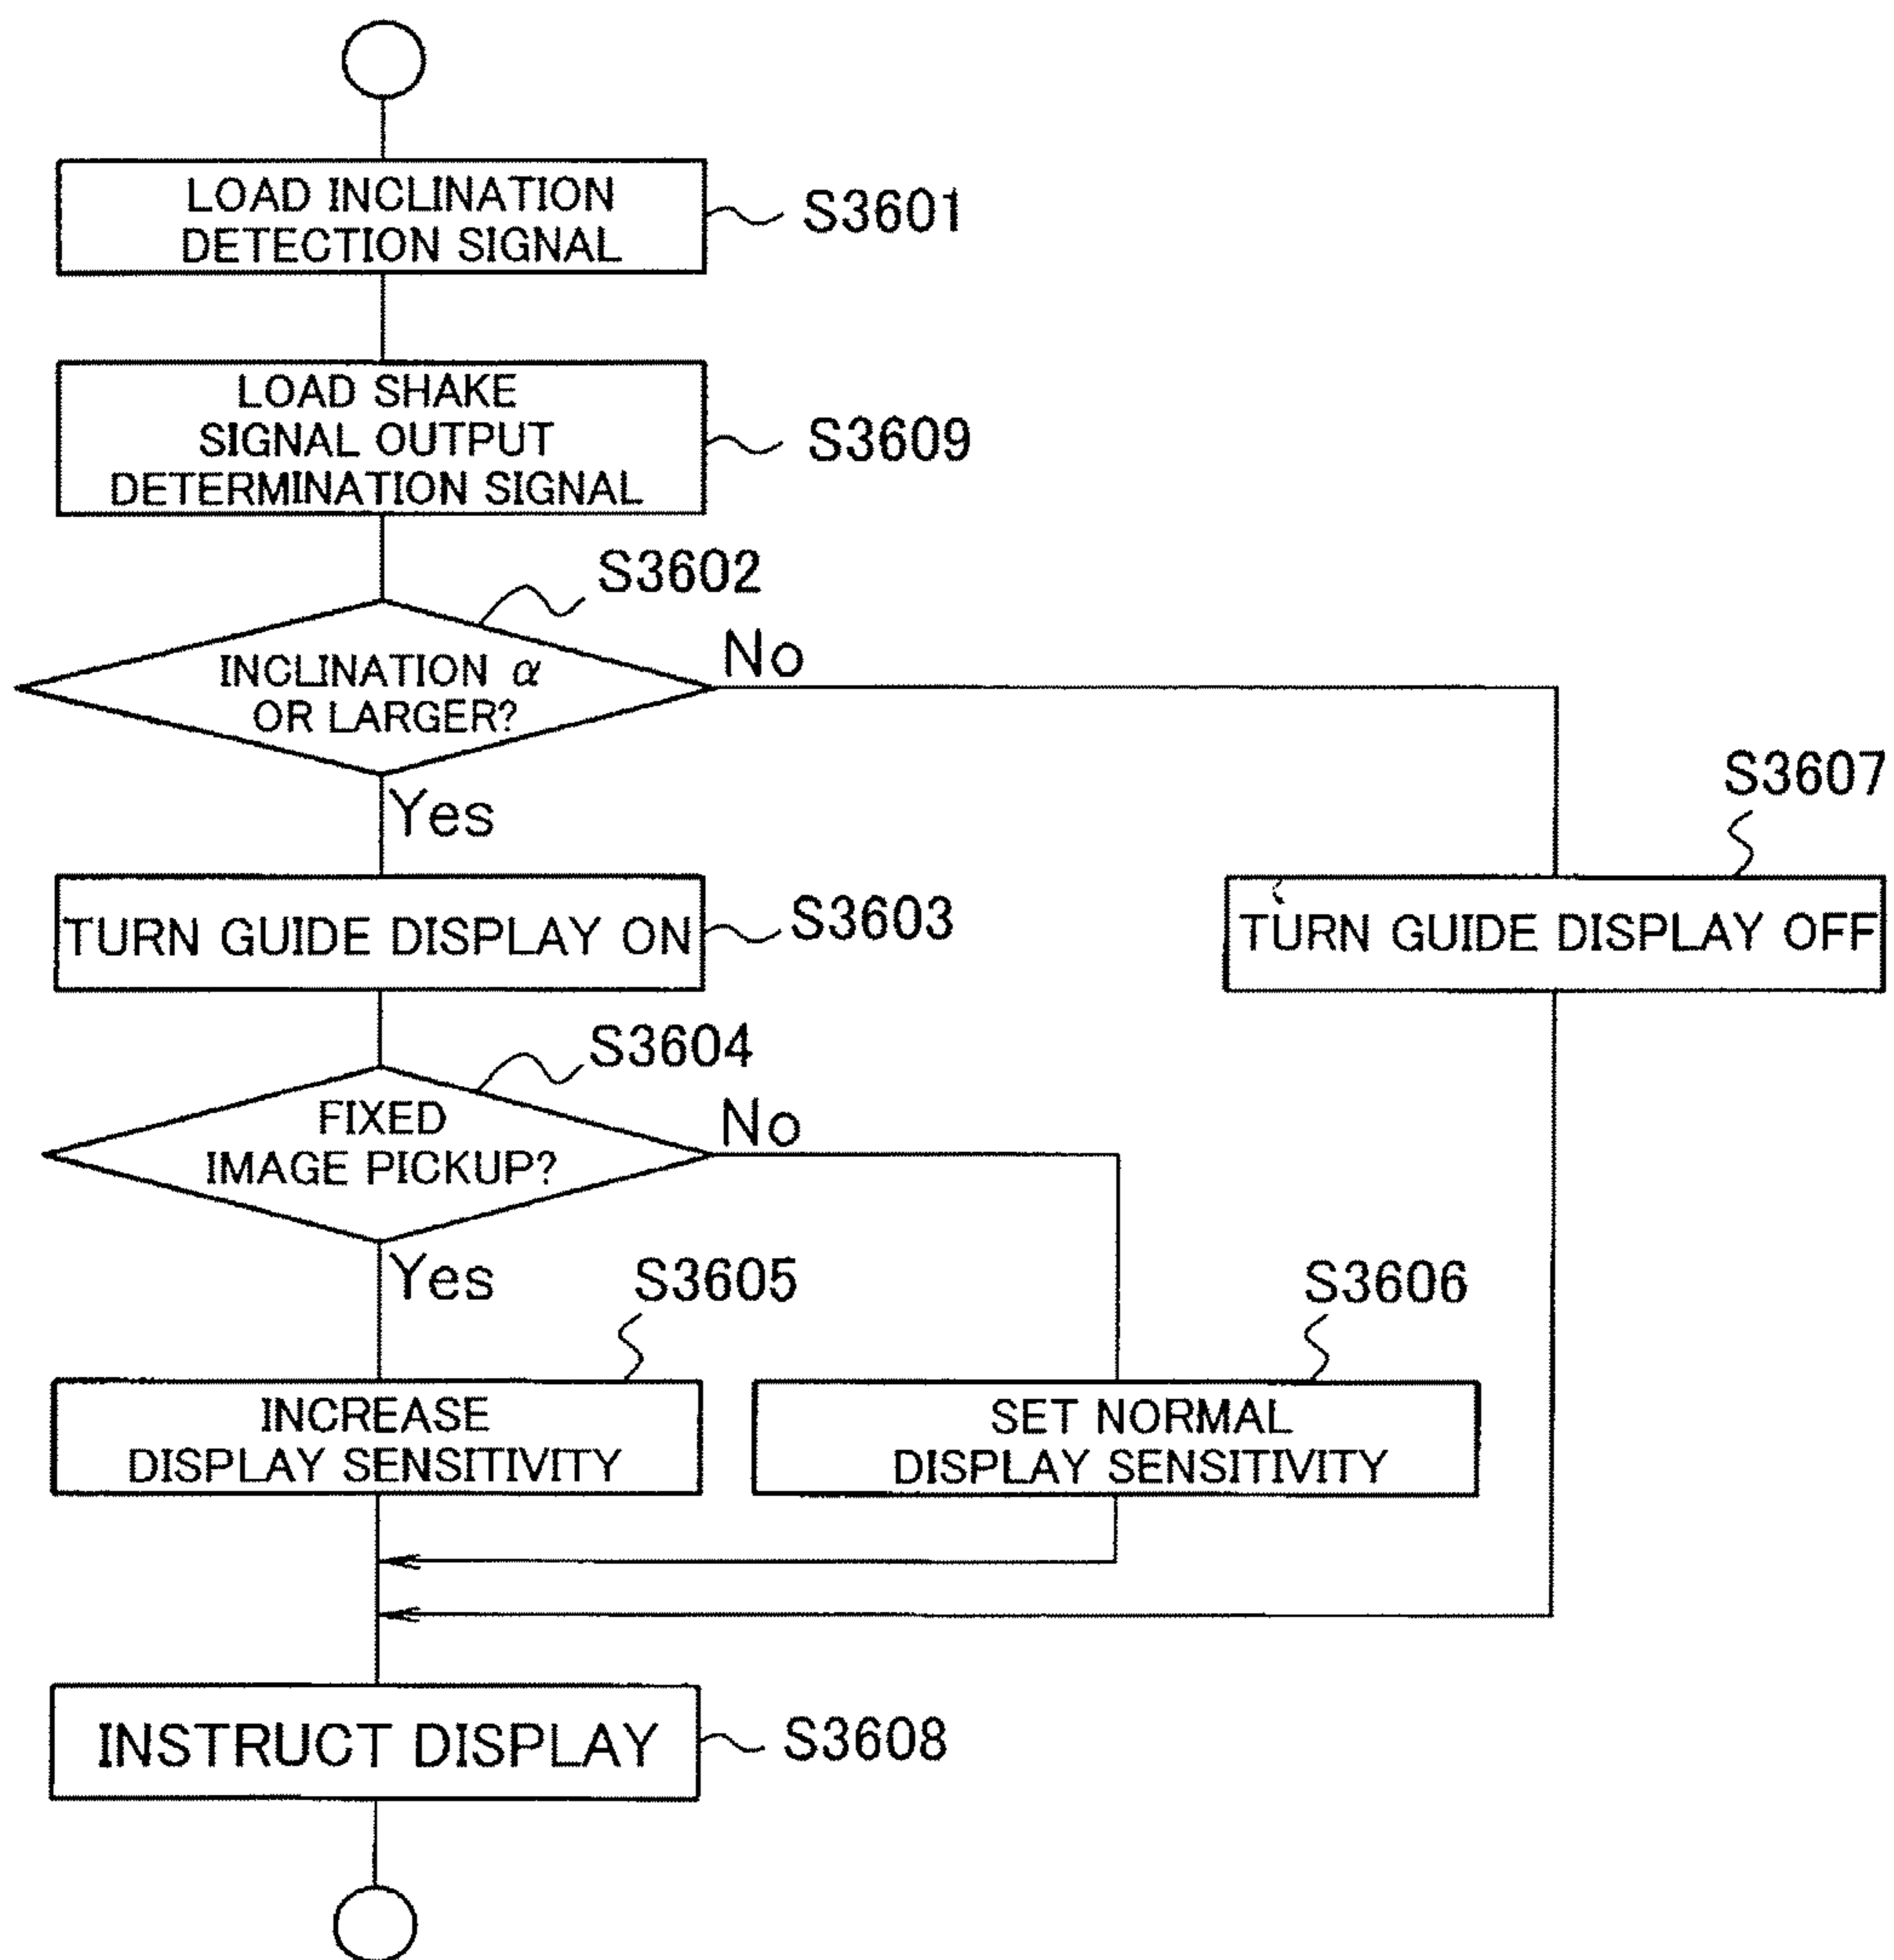 LOAD INCLINATION
DETECTION SIGNAL
S3601
LOAD SHAKE
SIGNAL OUTPUT
DETERMINATION SIGNAL
S3609
S3602
INCLINATION α
OR LARGER?
No
Yes
S3607
TURN GUIDE DISPLAY ON
S3603
TURN GUIDE DISPLAY OFF
S3604
FIXED
IMAGE PICKUP?
No
Yes
S3605
S3606
INCREASE
DISPLAY SENSITIVITY
SET NORMAL
DISPLAY SENSITIVITY
INSTRUCT DISPLAY
S3608